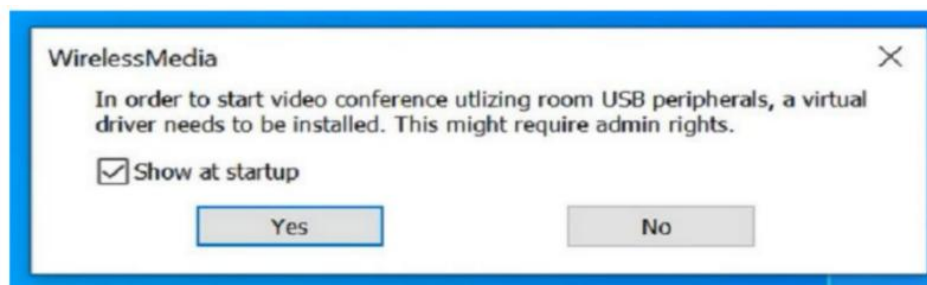 WirelessMedia
In order to start video conference utlizing room USB peripherals, a virtual
driver needs to be installed. This might require admin rights.
Show at startup
Yes
No